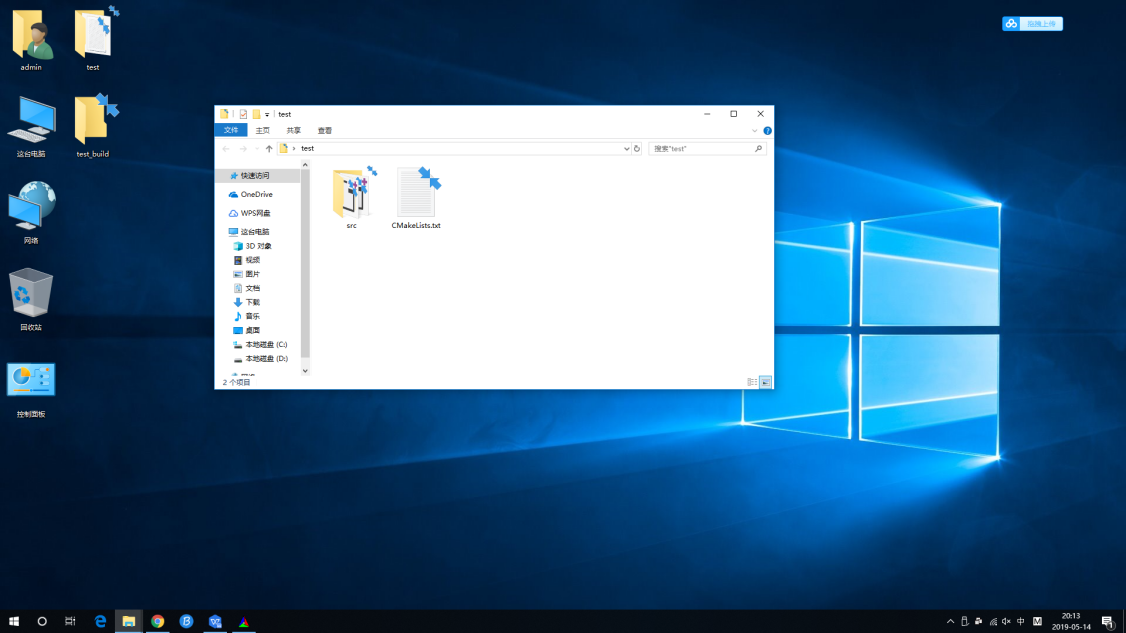 admin
test
这台电脑
test_build
网络
回收站
控制面板
拖拽上传
test
文件
主页
共享
查看
test
搜索"test"
快速访问
OneDrive
WPS网盘
这台电脑
3D 对象
视频
图片
文档
下载
音乐
桌面
本地磁盘 (C:)
本地磁盘 (D:)
src
CMakeLists.txt
2 个项目
中
M
20:13
2019-05-14
1